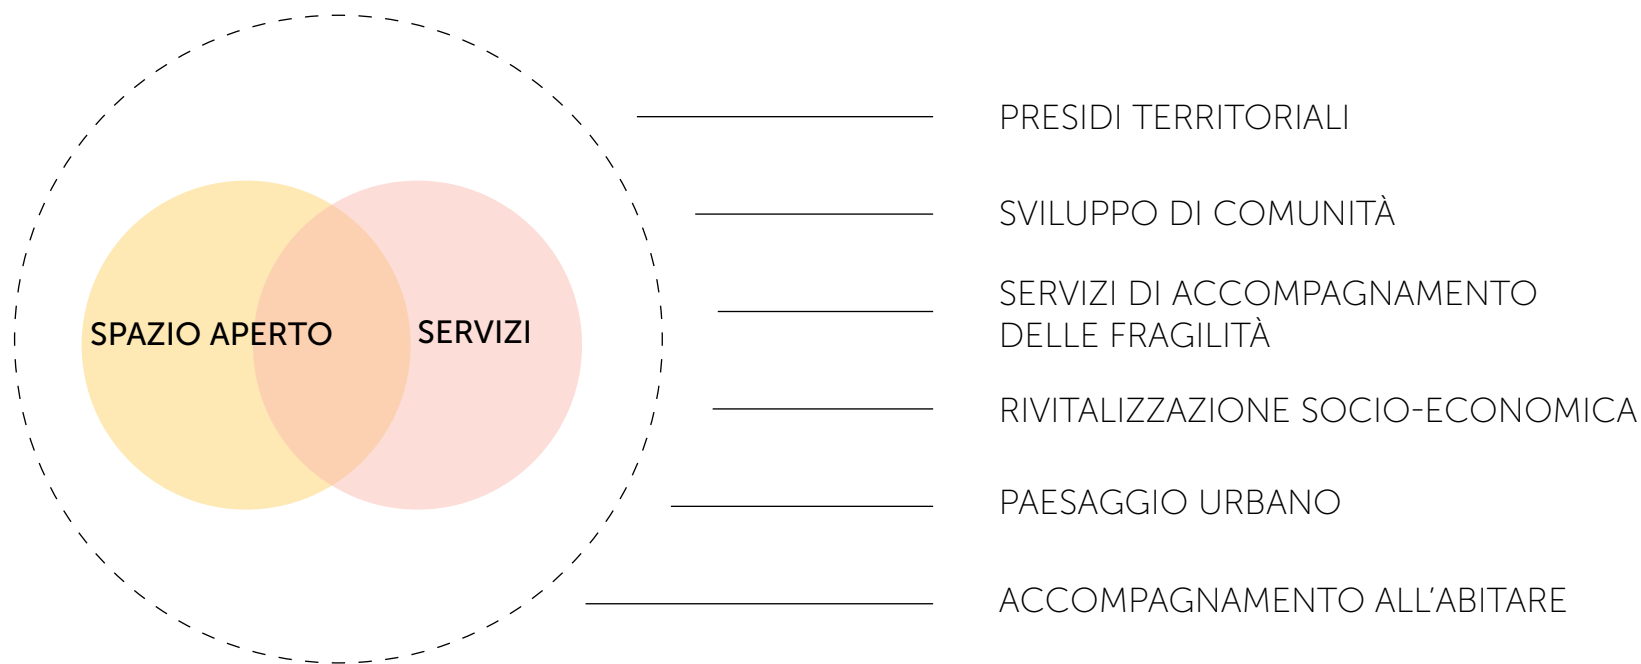 SPAZIO APERTO
SERVIZI
PRESIDI TERRITORIALI
SVILUPPO DI COMUNITÀ
SERVIZI DI ACCOMPAGNAMENTO
DELLE FRAGILITÀ
RIVITALIZZAZIONE SOCIO-ECONOMICA
PAESAGGIO URBANO
ACCOMPAGNAMENTO ALL'ABITARE